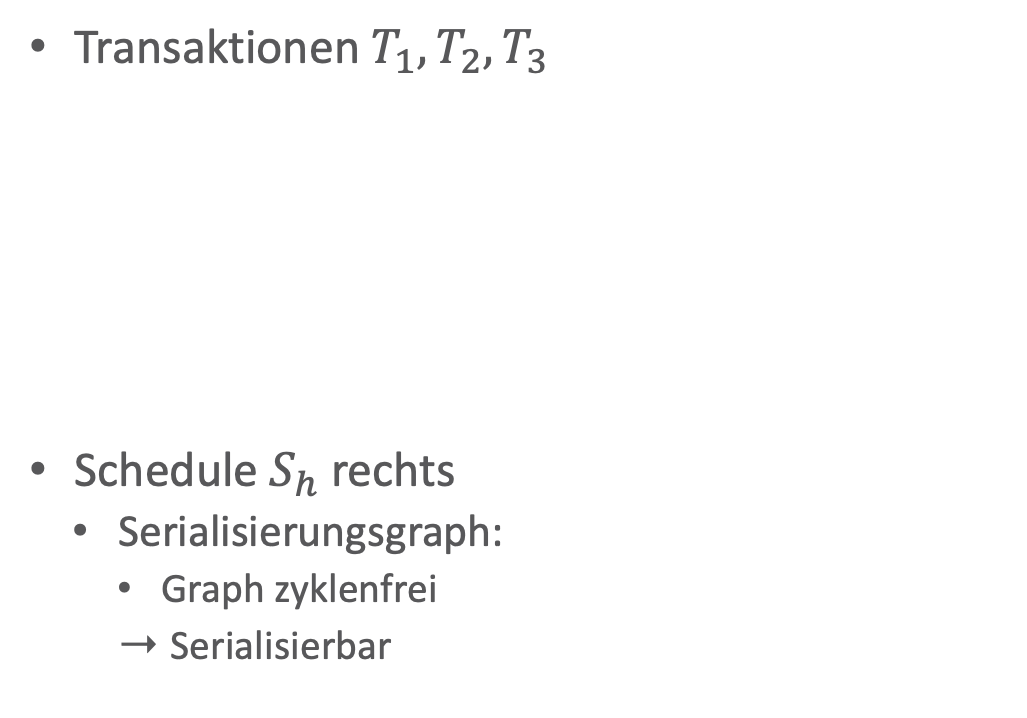 • Transaktionen T₁, T₂, T₃
• Schedule Sₕ rechts
• Serialisierungsgraph:
• Graph zyklenfrei
→ Serialisierbar